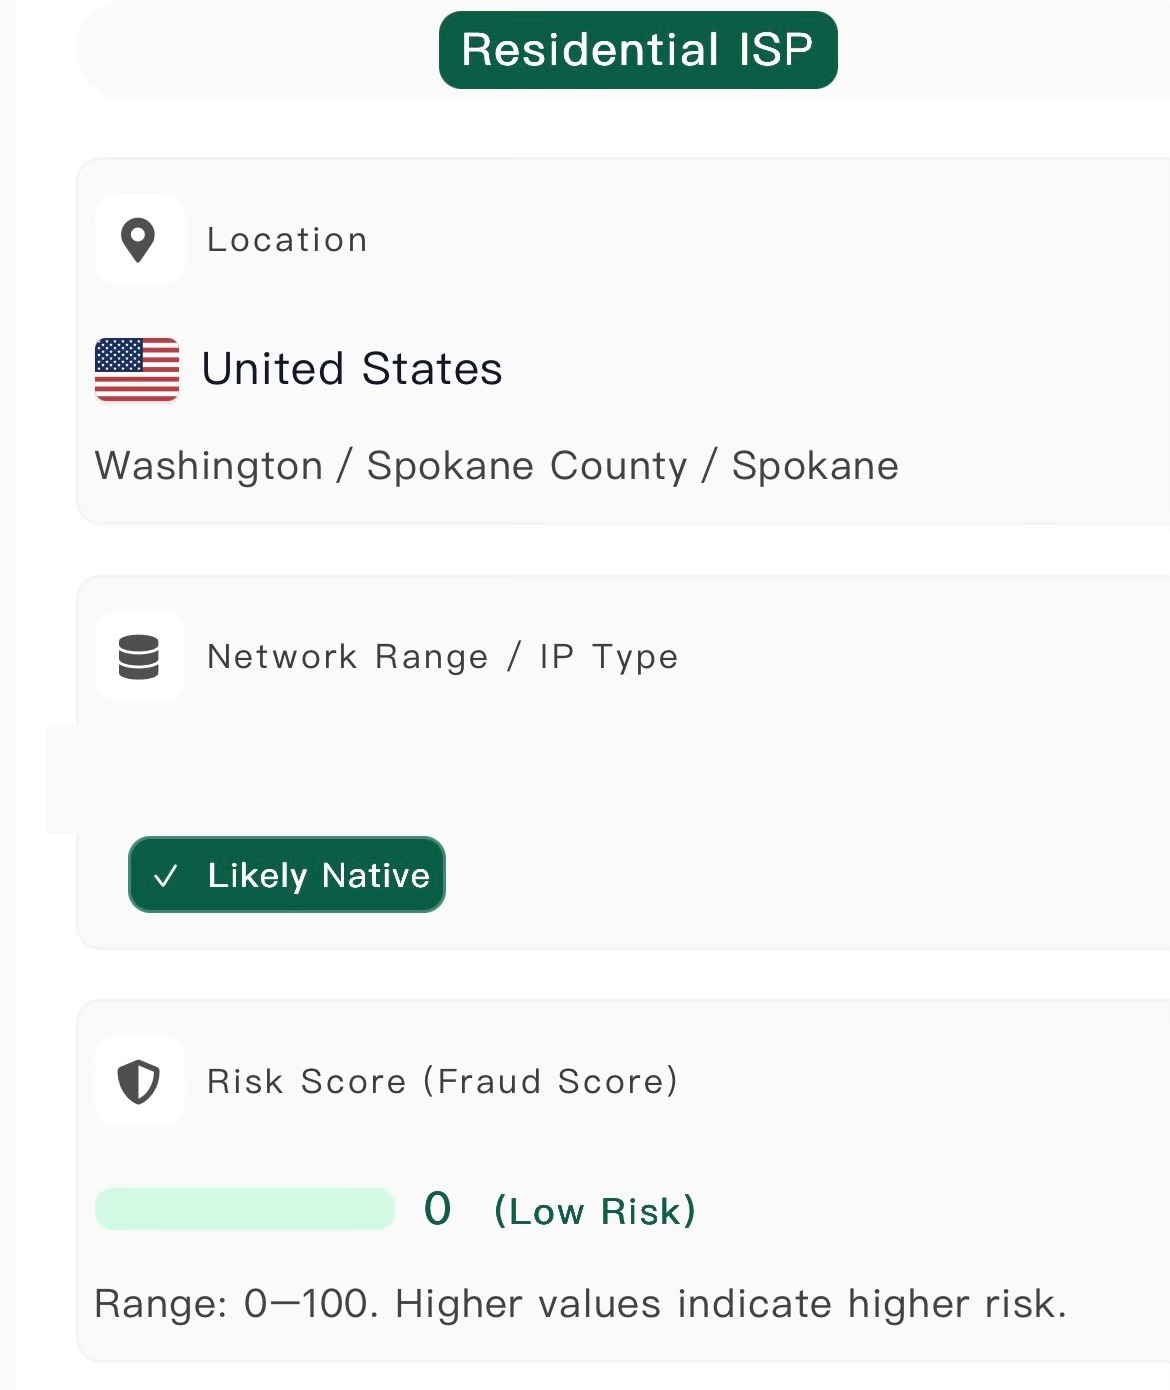 Residential ISP
Location
United States
Washington / Spokane County / Spokane
Network Range / IP Type
✓ Likely Native
Risk Score (Fraud Score)
0 (Low Risk)
Range: 0—100. Higher values indicate higher risk.